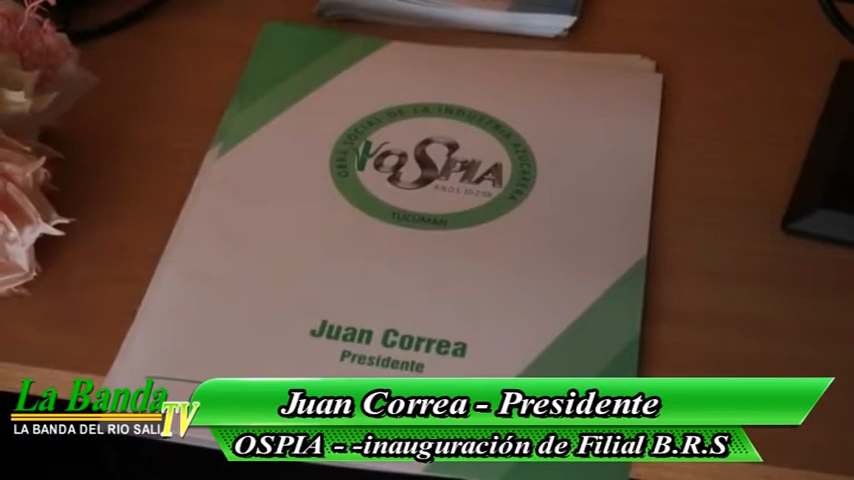 OBRA SOCIAL DE LA INDUSTRIA AZUCARERA
OSPIA
TUCUMAN
Juan Correa
Presidente
La Banda TV
LA BANDA DEL RIO SALI
Juan Correa - Presidente
OSPIA - -inauguración de Filial B.R.S